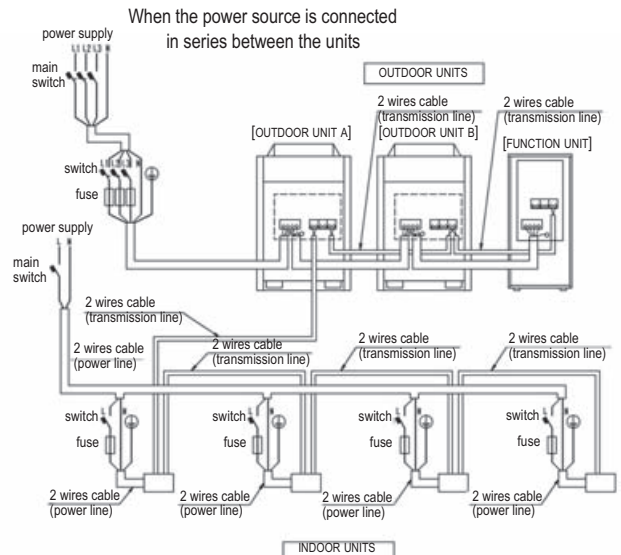 When the power source is connected
in series between the units
power supply
L1 L2 L3 N
main
switch
OUTDOOR UNITS
2 wires cable
(transmission line)
2 wires cable
(transmission line)
[OUTDOOR UNIT A]
[OUTDOOR UNIT B]
[FUNCTION UNIT]
switch
L1 L2 L3 N
fuse
power supply
L N
main
switch
2 wires cable
(transmission line)
2 wires cable
(power line)
2 wires cable
(transmission line)
2 wires cable
(transmission line)
2 wires cable
(transmission line)
switch
L N
fuse
switch
L N
fuse
switch
L N
fuse
switch
L N
fuse
2 wires cable
(power line)
2 wires cable
(power line)
2 wires cable
(power line)
2 wires cable
(power line)
INDOOR UNITS